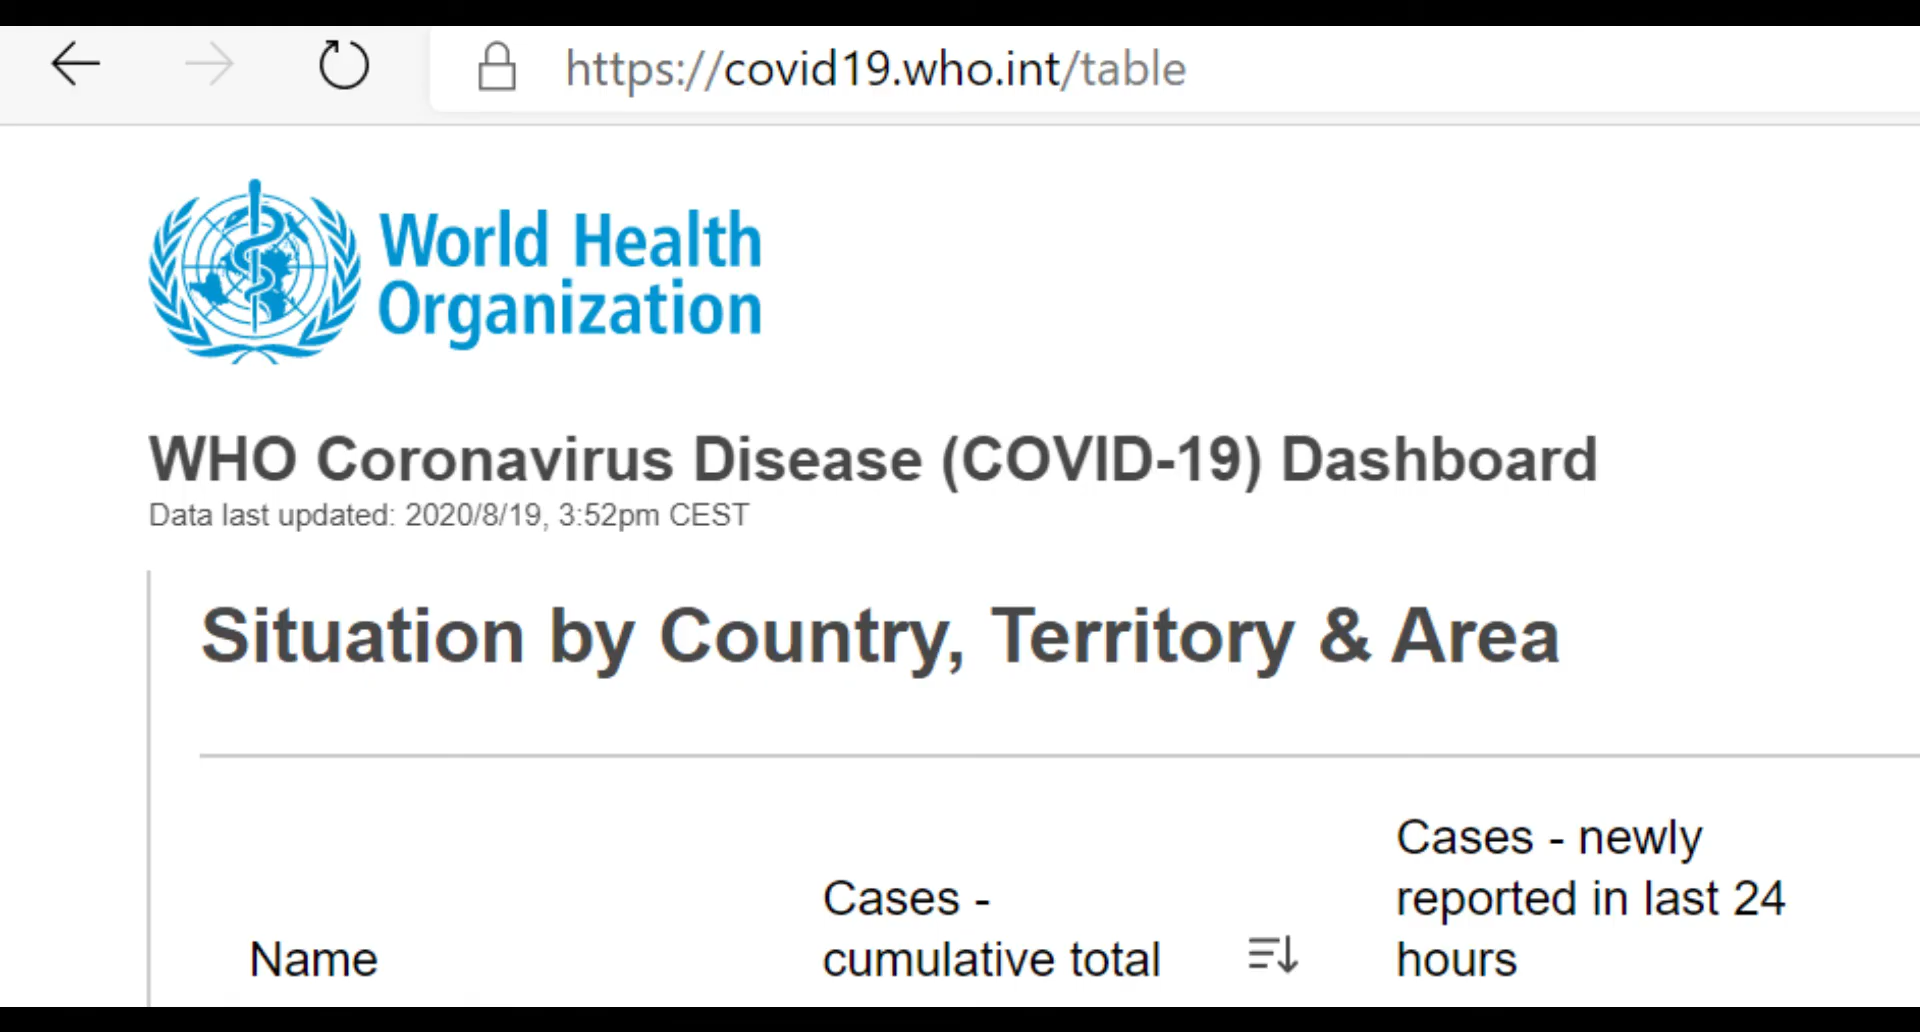 https://covid19.who.int/table
World Health
Organization
WHO Coronavirus Disease (COVID-19) Dashboard
Data last updated: 2020/8/19, 3:52pm CEST
Situation by Country, Territory & Area
Name
Cases -
cumulative total
Cases - newly
reported in last 24
hours